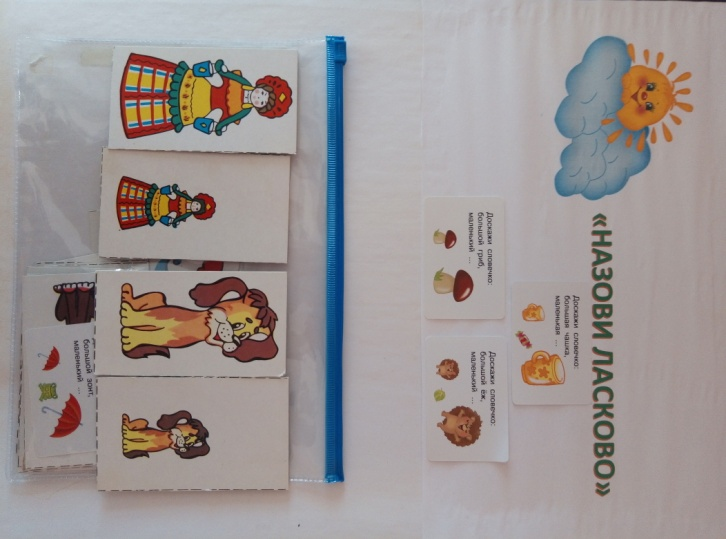 «НАЗОВИ ЛАСКОВО»
Доскажи словечко:
большой гриб,
маленький ...
Доскажи словечко:
большая чашка,
маленькая ...
Доскажи словечко:
большой ёж,
маленький ...
большой зонт,
маленький ...